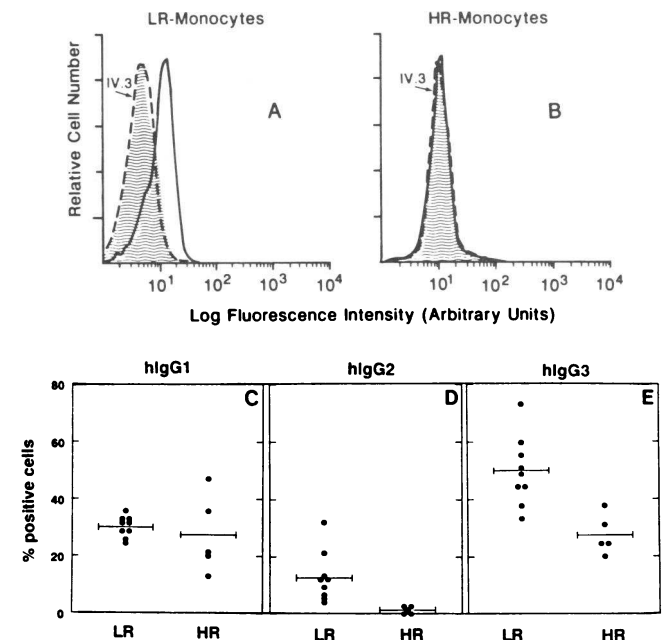 LR-Monocytes
HR-Monocytes
Relative Cell Number
IV.3
A
IV.3
B
10¹ 10² 10³ 10⁴
10¹ 10² 10³ 10⁴
Log Fluorescence Intensity (Arbitrary Units)
hIgG1
hIgG2
hIgG3
% positive cells
80
60
40
20
0
C
D
E
LR HR
LR HR
LR HR